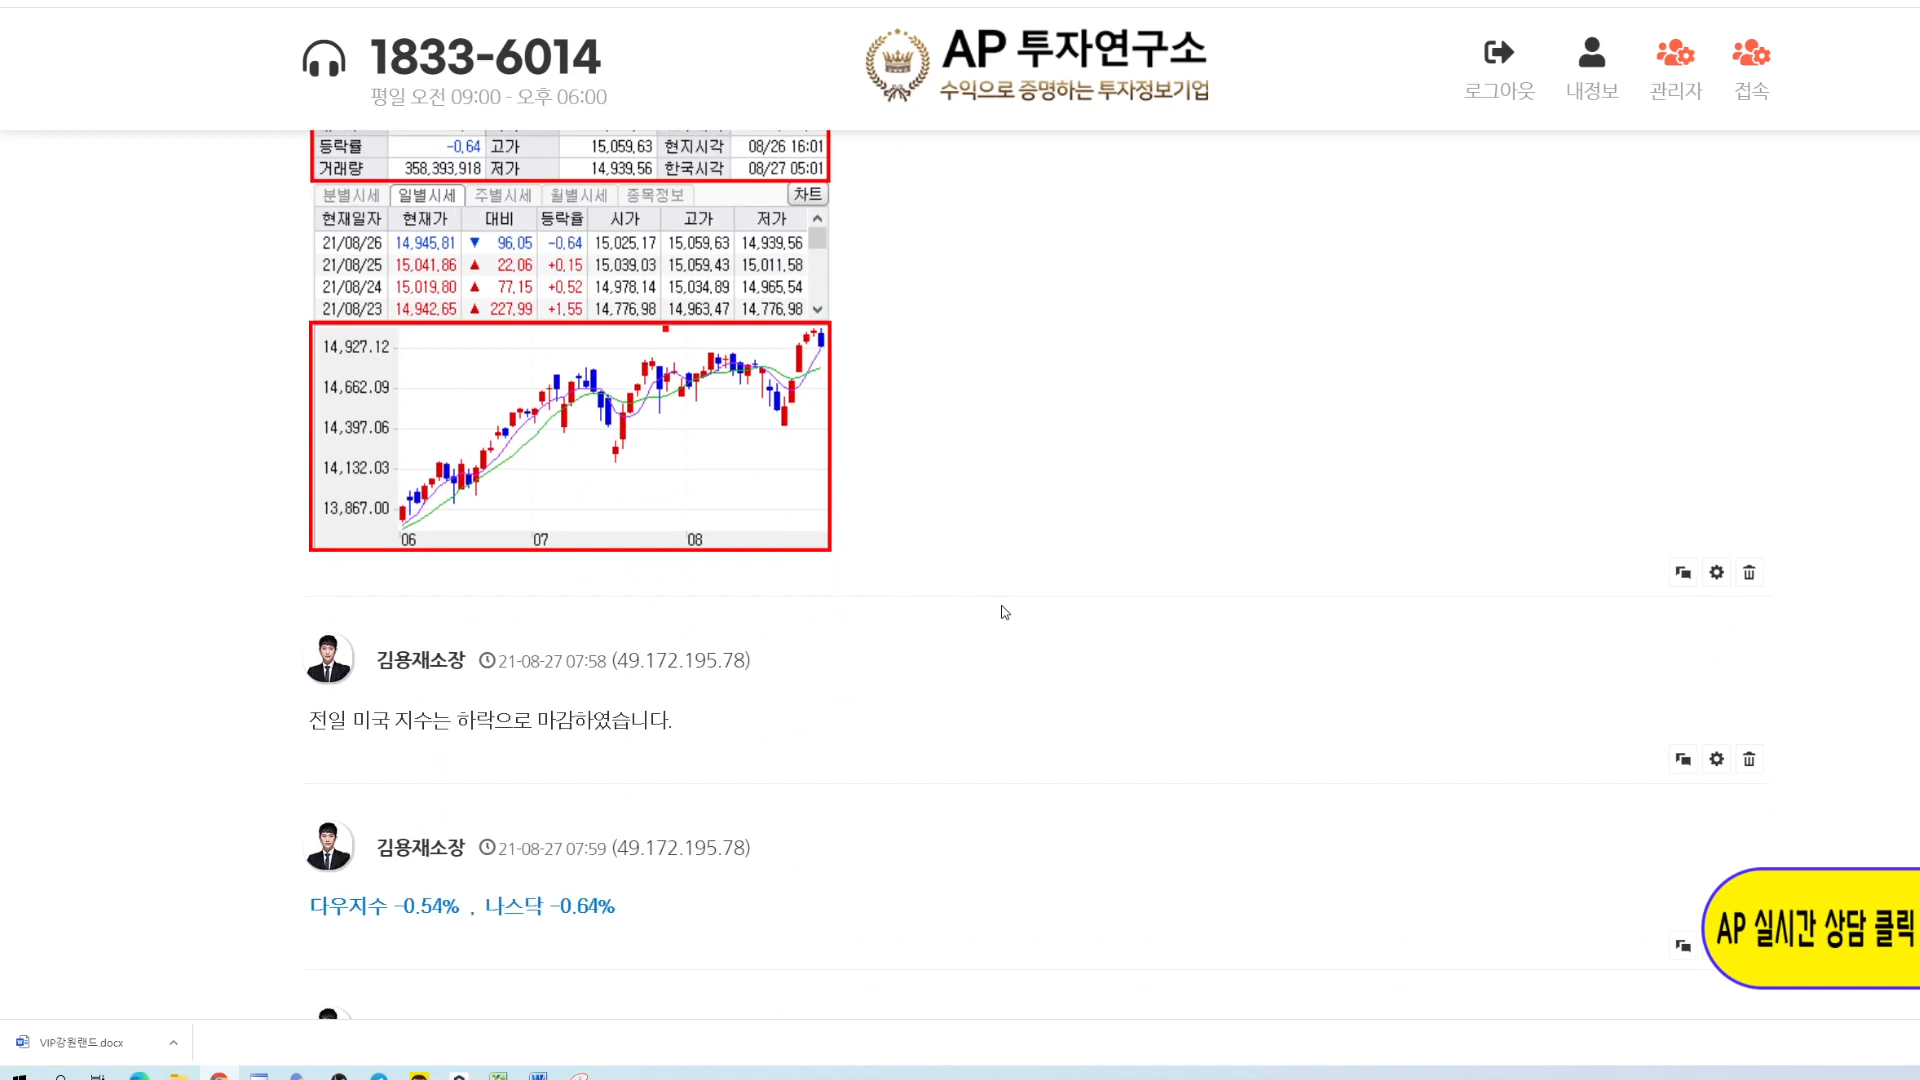 1833-6014
평일 오전 09:00 - 오후 06:00
AP 투자연구소
수익으로 증명하는 투자정보기업
로그아웃 내정보 관리자 접속
등락률 -0,64 고가 15,059,63 현지시각 08/26 16:01
거래량 358,393,918 저가 14,939,56 한국시각 08/27 05:01
분별시세 일별시세 주별시세 월별시세 종목정보 차트
현재일자 현재가 대비 등락율 시가 고가 저가
21/08/26 14,945,81 ▼ 96,05 -0,64 15,025,17 15,059,63 14,939,56
21/08/25 15,041,86 ▲ 22,06 +0,15 15,039,03 15,059,43 15,011,58
21/08/24 15,019,80 ▲ 77,15 +0,52 14,978,14 15,034,89 14,965,54
21/08/23 14,942,65 ▲ 227,99 +1,55 14,776,98 14,963,47 14,776,98
14,927.12
14,662.09
14,397.06
14,132.03
13,867.00
06 07 08
김용재소장 21-08-27 07:58 (49.172.195.78)
전일 미국 지수는 하락으로 마감하였습니다.
김용재소장 21-08-27 07:59 (49.172.195.78)
다우지수 -0.54% , 나스닥 -0.64%
AP 실시간 상담 클릭
VIP강원랜드.docx